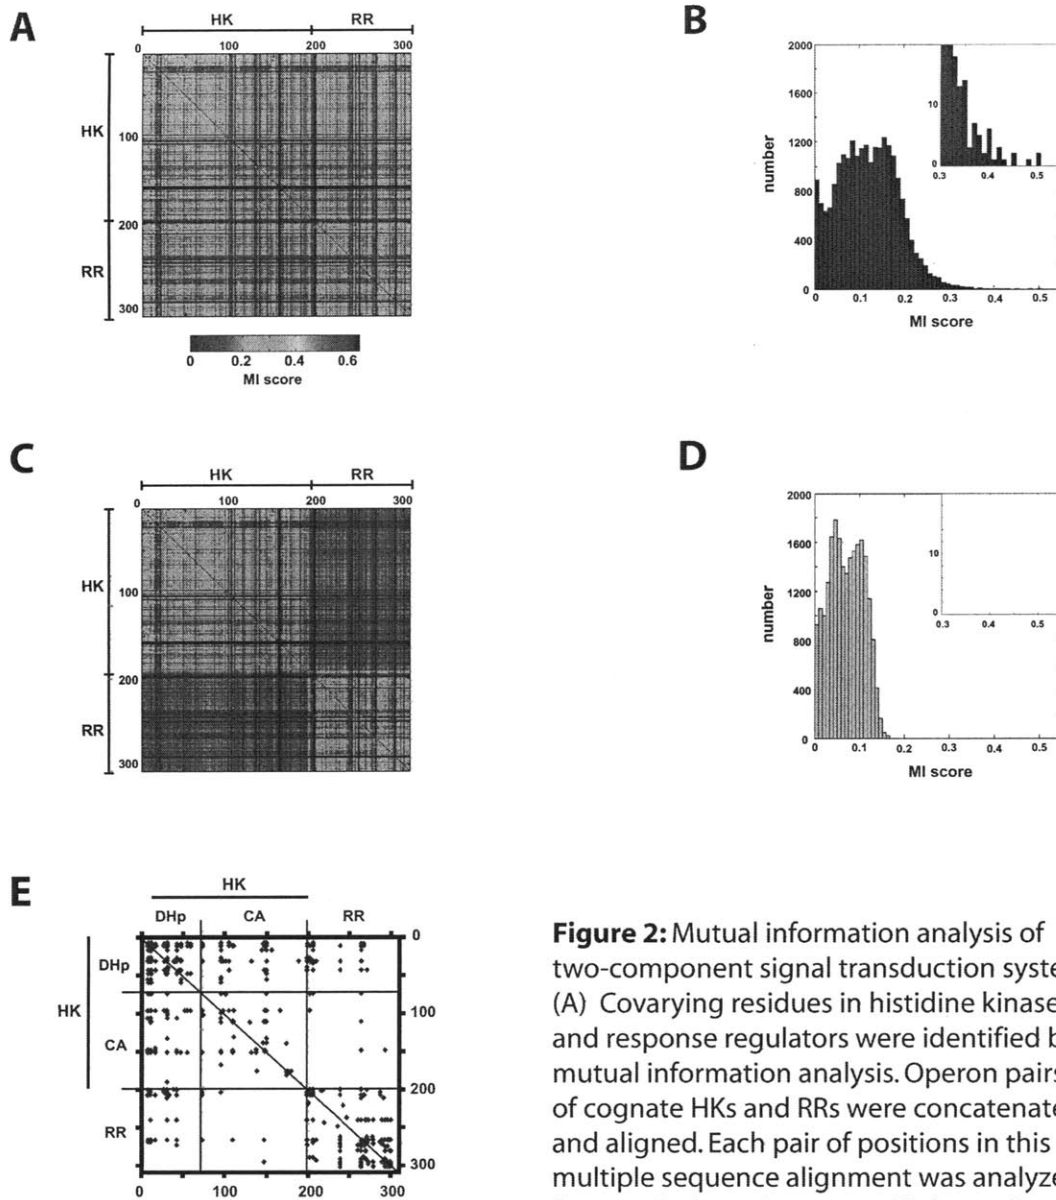 A
HK RR
0 100 200 300
HK
100
200
RR
300
0 0.2 0.4 0.6
MI score
B
2000
1600
1200
800
400
0
number
0 0.1 0.2 0.3 0.4 0.5
MI score
10
0
0.3 0.4 0.5
C
HK RR
0 100 200 300
HK
100
200
RR
300
D
2000
1600
1200
800
400
0
number
0 0.1 0.2 0.3 0.4 0.5
MI score
10
0
0.3 0.4 0.5
E
HK
DHp CA RR
0
DHp
HK
100
CA
200
RR
300
0 100 200 300
Figure 2: Mutual information analysis of
two-component signal transduction syste
(A) Covarying residues in histidine kinase
and response regulators were identified b
mutual information analysis. Operon pairs
of cognate HKs and RRs were concatenate
and aligned. Each pair of positions in this
multiple sequence alignment was analyze